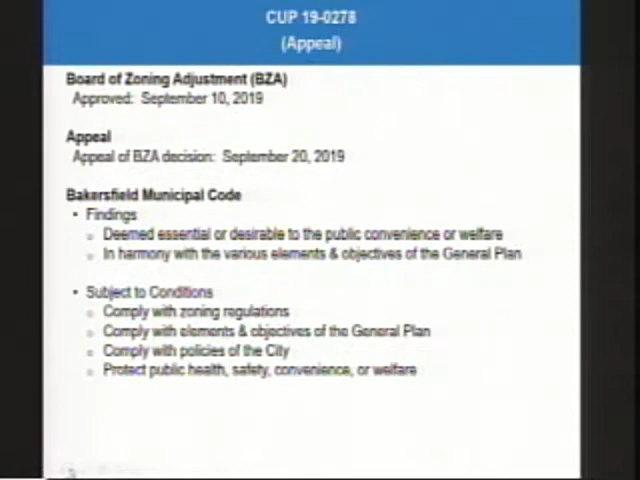 CUP 19-0278
(Appeal)
Board of Zoning Adjustment (BZA)
Approved: September 10, 2019
Appeal
Appeal of BZA decision: September 20, 2019
Bakersfield Municipal Code
• Findings
o Deemed essential or desirable to the public convenience or welfare
o In harmony with the various elements & objectives of the General Plan
• Subject to Conditions
o Comply with zoning regulations
o Comply with elements & objectives of the General Plan
o Comply with policies of the City
o Protect public health, safety, convenience, or welfare